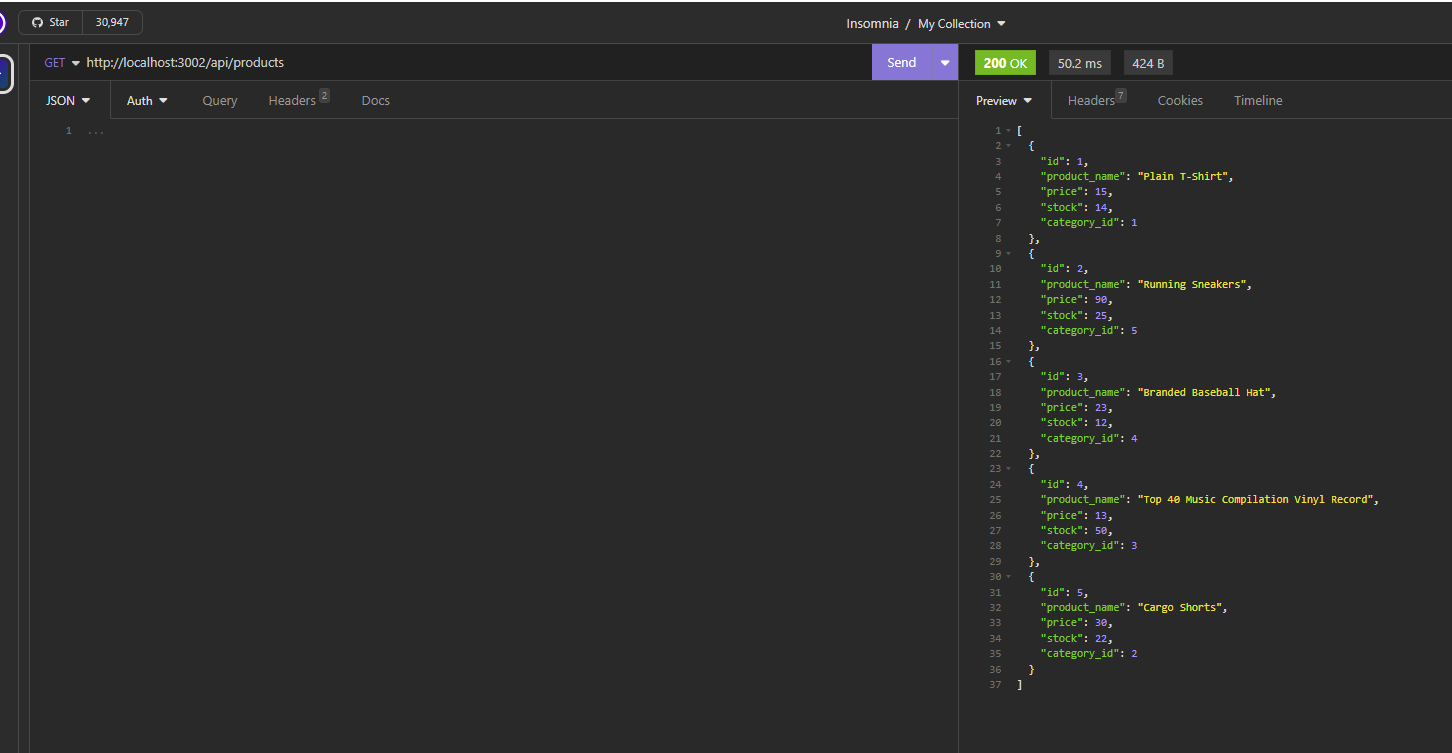 Star 30,947 Insomnia / My Collection
GET http://localhost:3002/api/products Send 200 OK 50.2 ms 424 B
JSON Auth Query Headers 2 Docs Preview Headers 7 Cookies Timeline
1 ...
1 [
2 {
3 "id": 1,
4 "product_name": "Plain T-Shirt",
5 "price": 15,
6 "stock": 14,
7 "category_id": 1
8 },
9 {
10 "id": 2,
11 "product_name": "Running Sneakers",
12 "price": 90,
13 "stock": 25,
14 "category_id": 5
15 },
16 {
17 "id": 3,
18 "product_name": "Branded Baseball Hat",
19 "price": 23,
20 "stock": 12,
21 "category_id": 4
22 },
23 {
24 "id": 4,
25 "product_name": "Top 40 Music Compilation Vinyl Record",
26 "price": 13,
27 "stock": 50,
28 "category_id": 3
29 },
30 {
31 "id": 5,
32 "product_name": "Cargo Shorts",
33 "price": 30,
34 "stock": 22,
35 "category_id": 2
36 }
37 ]